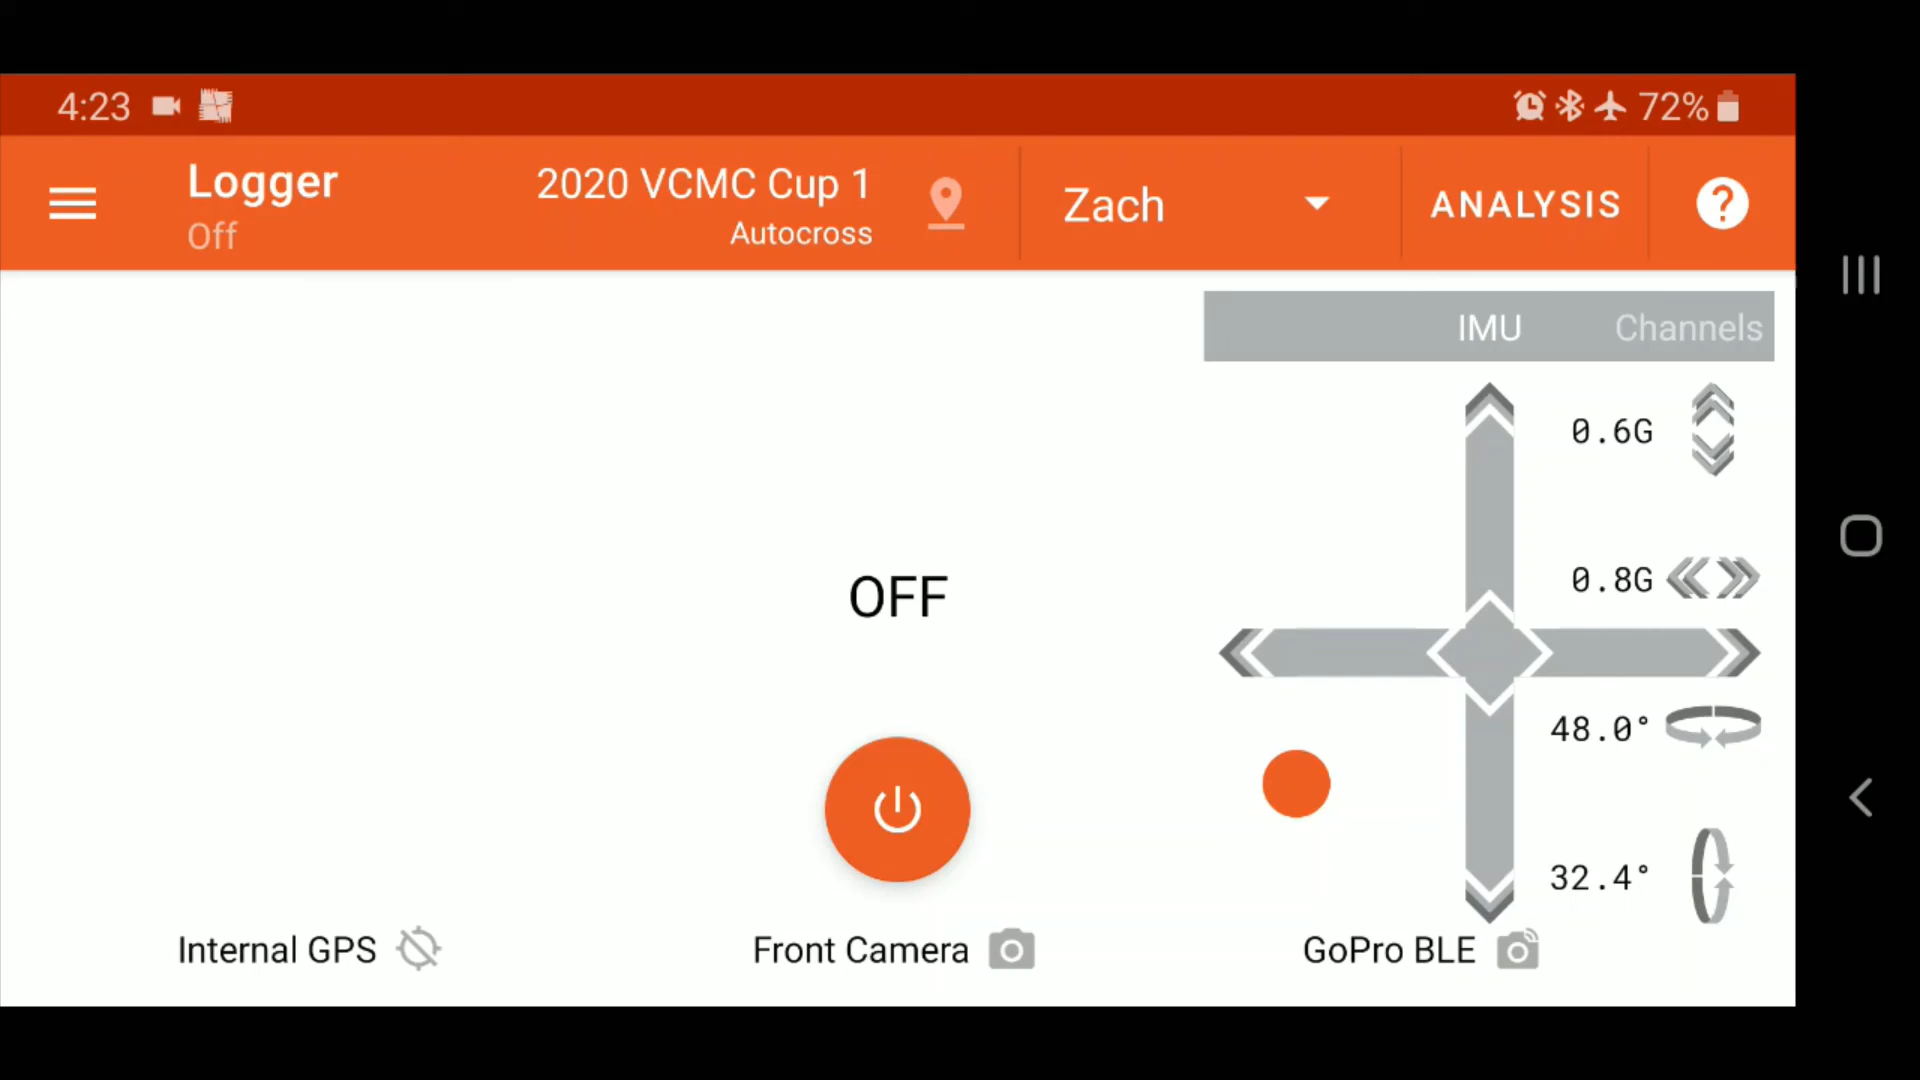 4:23
72%
Logger
Off
2020 VCMC Cup 1
Autocross
Zach
ANALYSIS
?
IMU
Channels
0.6G
0.8G
OFF
48.0°
32.4°
Internal GPS
Front Camera
GoPro BLE